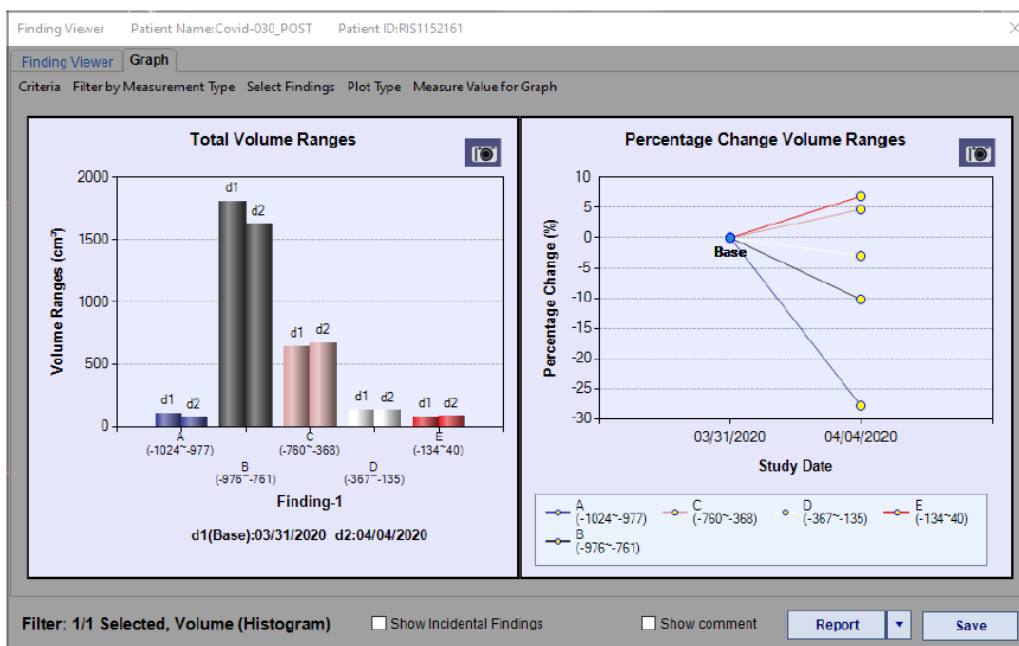 Finding Viewer Patient Name:Covid-030_POST Patient ID:RIS1152161
Finding Viewer Graph
Criteria Filter by Measurement Type Select Findings Plot Type Measure Value for Graph
Total Volume Ranges
2000
1500
1000
500
0
Volume Ranges (cm³)
d1
d2
d1
d2
d1
d2
d1
d2
d1
d2
A
(-1024~-977)
B
(-976~-761)
C
(-760~-368)
D
(-367~-135)
E
(-134~40)
Finding-1
d1(Base):03/31/2020 d2:04/04/2020
Percentage Change Volume Ranges
10
5
0
-5
-10
-15
-20
-25
-30
Percentage Change (%)
Base
03/31/2020 04/04/2020
Study Date
A
(-1024~-977)
C
(-760~-368)
D
(-367~-135)
E
(-134~40)
B
(-976~-761)
Filter: 1/1 Selected, Volume (Histogram) Show Incidental Findings Show comment Report Save